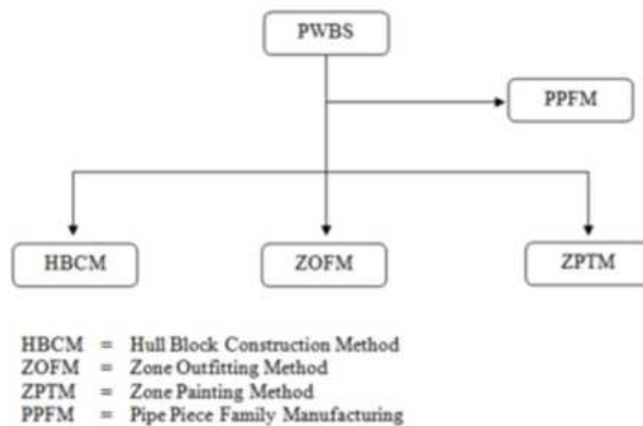 PWBS
PPFM
HBCM
ZOFM
ZPTM
HBCM = Hull Block Construction Method
ZOFM = Zone Outfitting Method
ZPTM = Zone Painting Method
PPFM = Pipe Piece Family Manufacturing